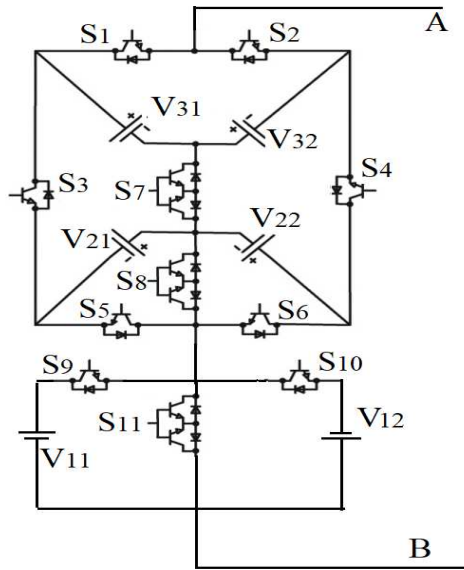 A
S1 S2
V31
V32
S3 S7 S4
V21 V22
S8
S5 S6
S9 S10
S11 V12
V11
B